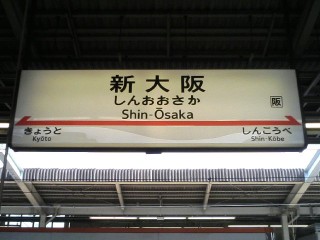 新大阪
しんおおさか
Shin-Ōsaka
阪
きょうと
Kyōto
しんこうべ
Shin-Kōbe